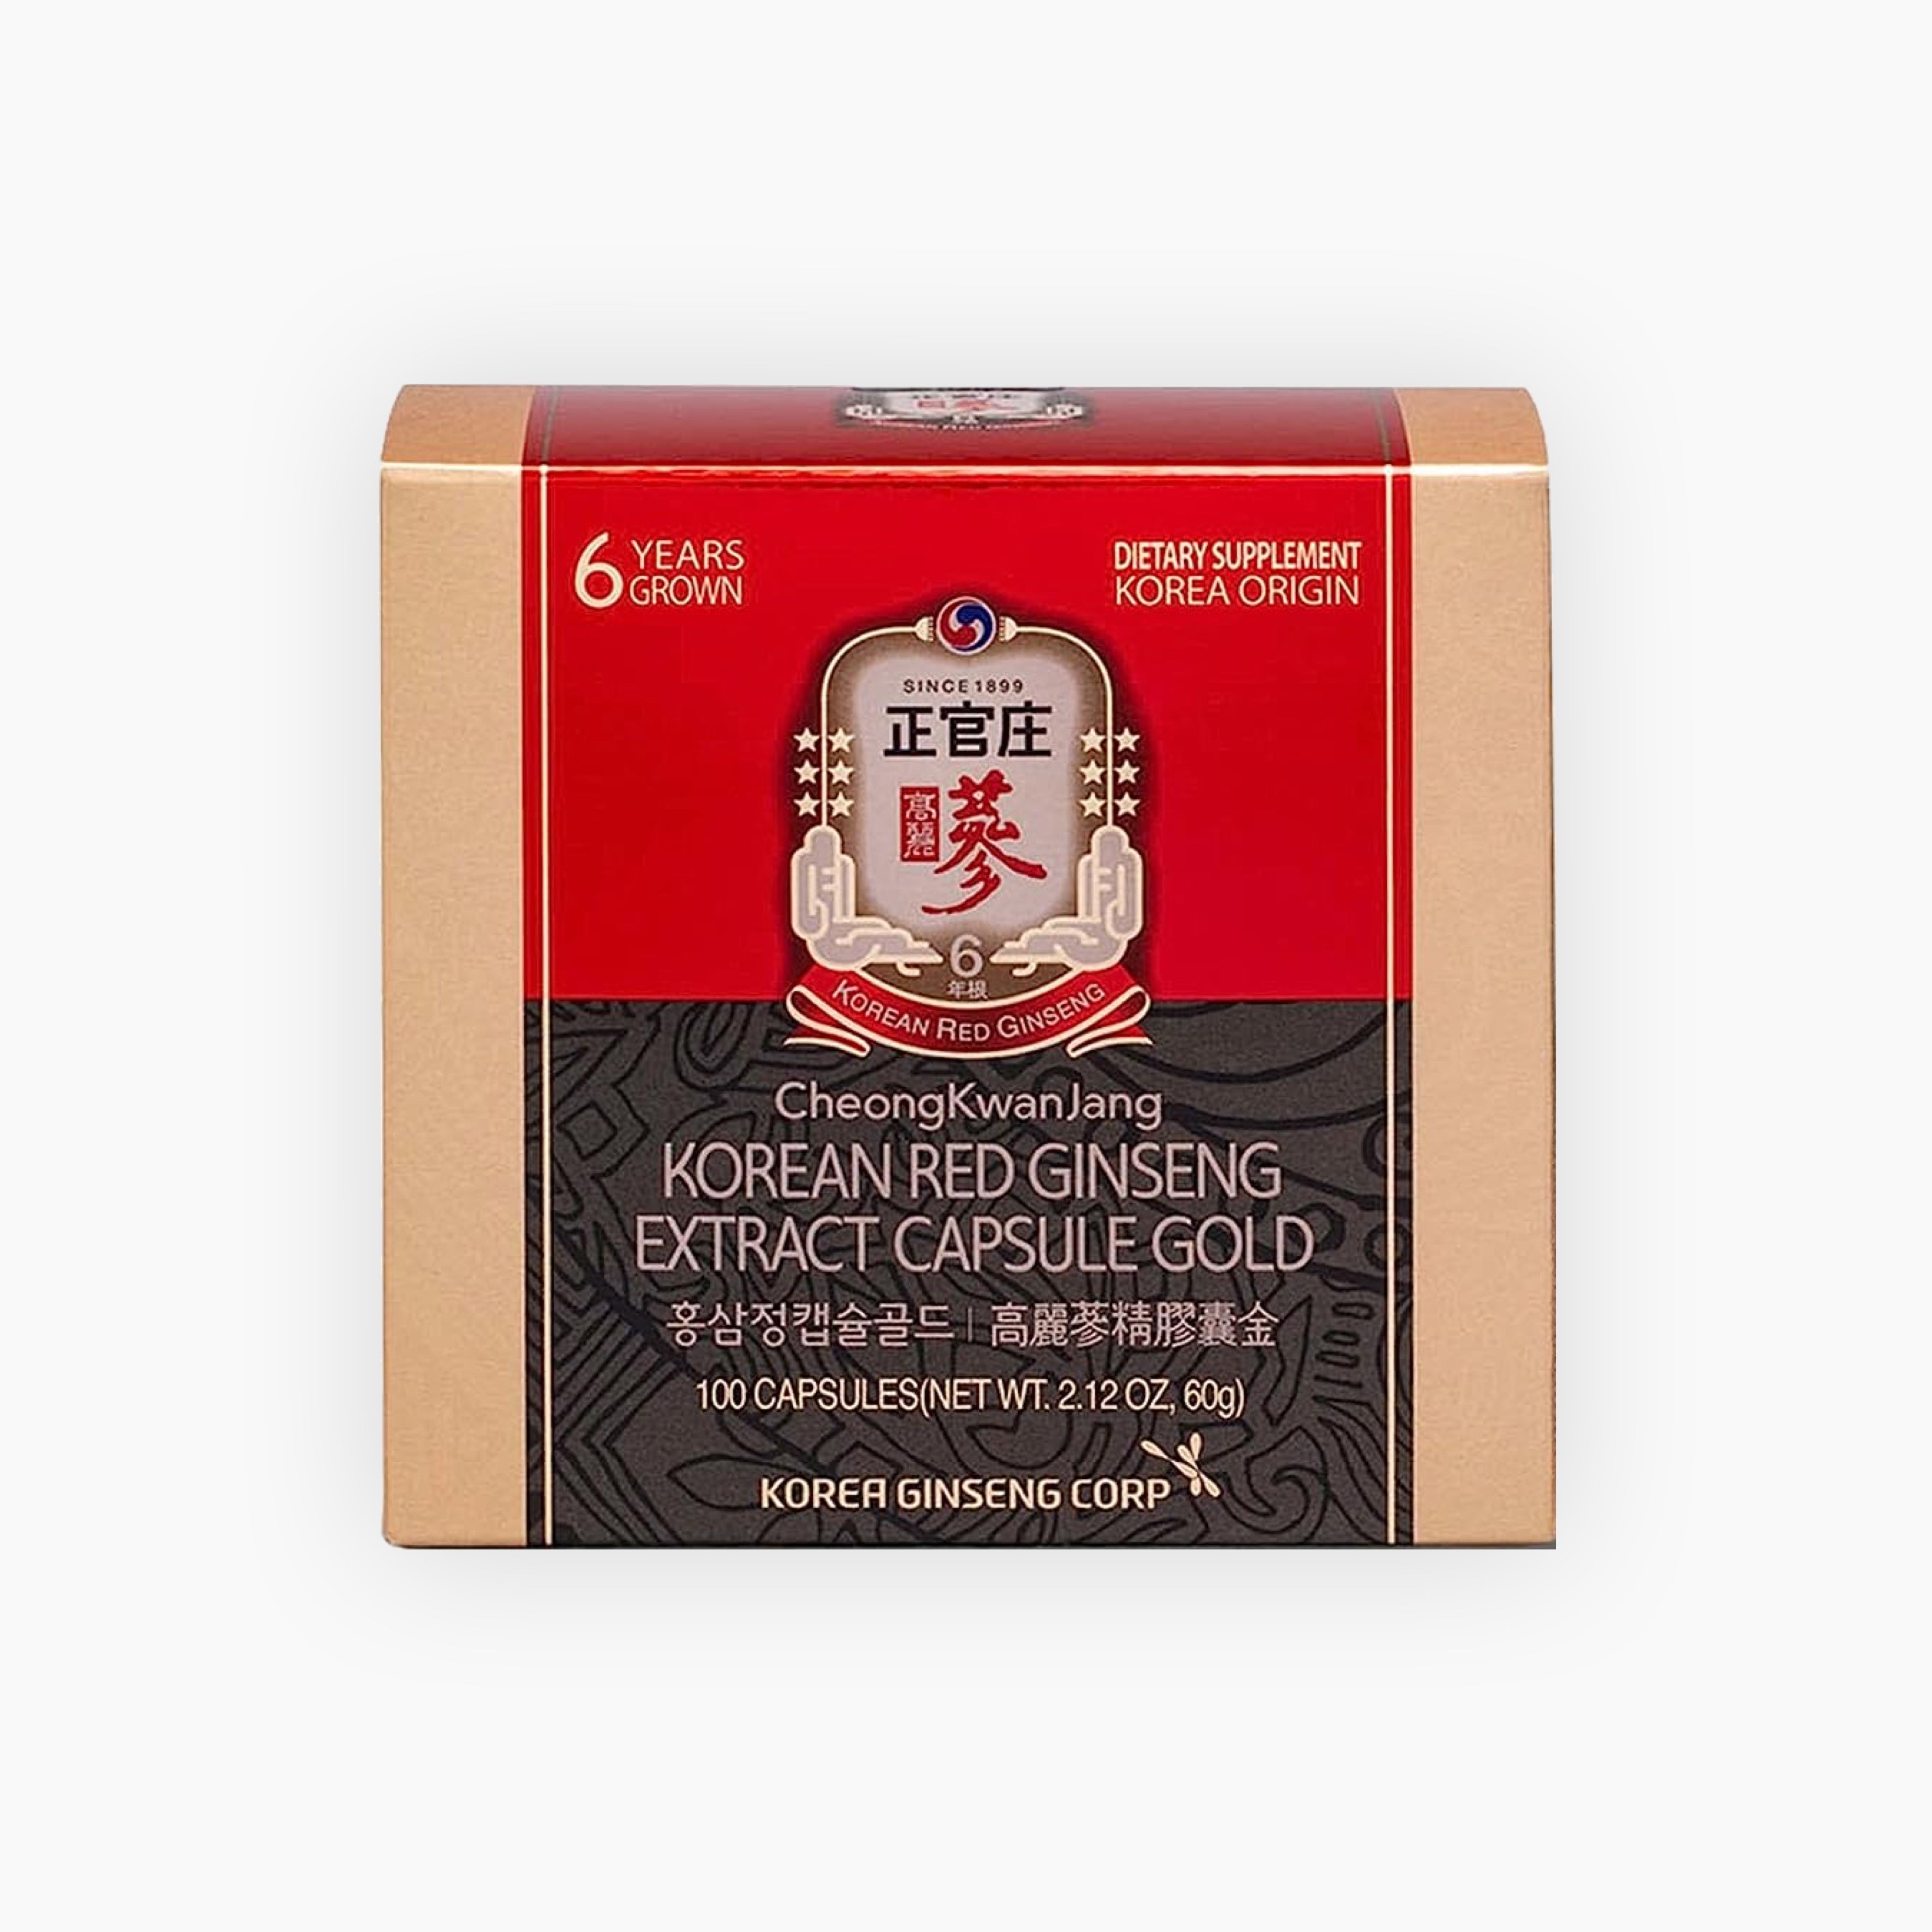 6 YEARS
GROWN
DIETARY SUPPLEMENT
KOREA ORIGIN
SINCE 1899
正官庄
高麗
蔘
6
年根
KOREAN RED GINSENG
CheongKwanJang
KOREAN RED GINSENG
EXTRACT CAPSULE GOLD
홍삼정캡슐골드 | 高麗蔘精膠囊金
100 CAPSULES(NET WT. 2.12 OZ, 60g)
KOREA GINSENG CORP